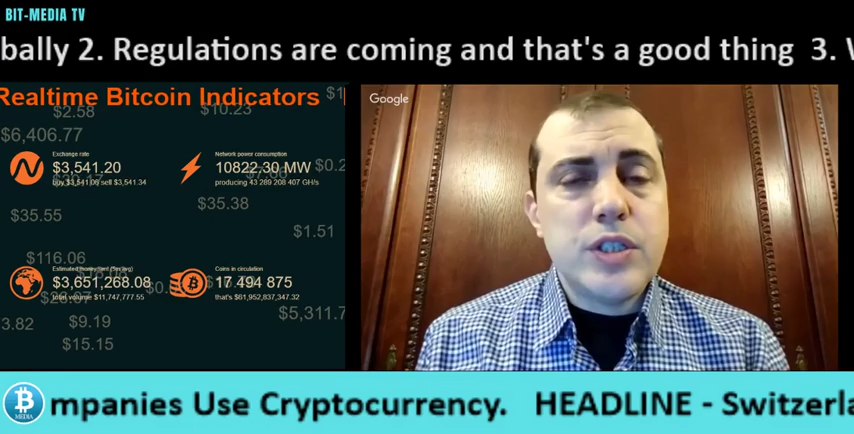 BIT-MEDIA TV
bally 2. Regulations are coming and that's a good thing 3. W
Realtime Bitcoin Indicators
$2.58
$10.23
$6,406.77
Google
Exchange rate
$3,541.20
buy $3,541.06 sell $3,541.34
Network power consumption
10822.30 MW
producing 43 289 208 407 GH/s
$35.38
$35.55
$1.51
$116.06
Estimated money sent (5m avg)
$3,651,268.08
total volume $11,747,777.55
Coins in circulation
17 494 875
that's $61,952,837,347.32
$5,311.7
3.82
$9.19
$15.15
B
MEDIA
mpanies Use Cryptocurrency. HEADLINE - Switzerla